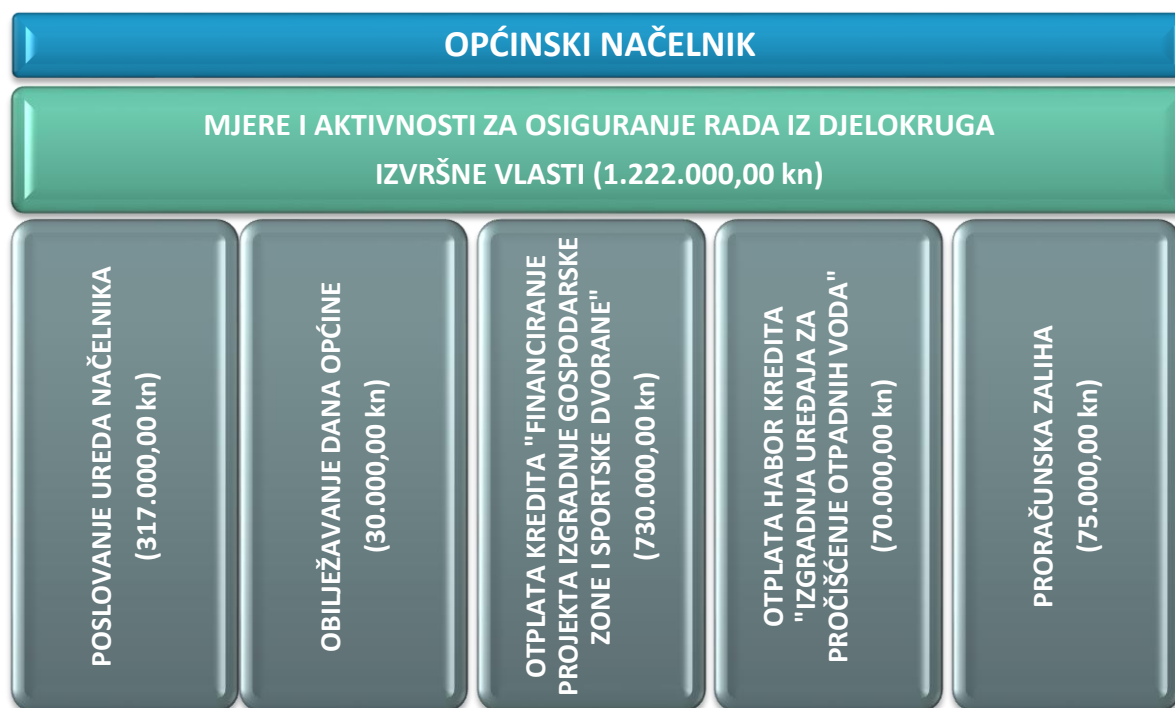 OPĆINSKI NAČELNIK
MJERE I AKTIVNOSTI ZA OSIGURANJE RADA IZ DJELOKRUGA
IZVRŠNE VLASTI (1.222.000,00 kn)
POSLOVANJE UREDA NAČELNIKA
(317.000,00 kn)
OBILJEŽAVANJE DANA OPĆINE
(30.000,00 kn)
OTPLATA KREDITA "FINANCIRANJE
PROJEKTA IZGRADNJE GOSPODARSKE
ZONE I SPORTSKE DVORANE"
(730.000,00 kn)
OTPLATA HABOR KREDITA
"IZGRADNJA UREĐAJA ZA
PROČIŠĆENJE OTPADNIH VODA"
(70.000,00 kn)
PRORAČUNSKA ZALIHA
(75.000,00 kn)